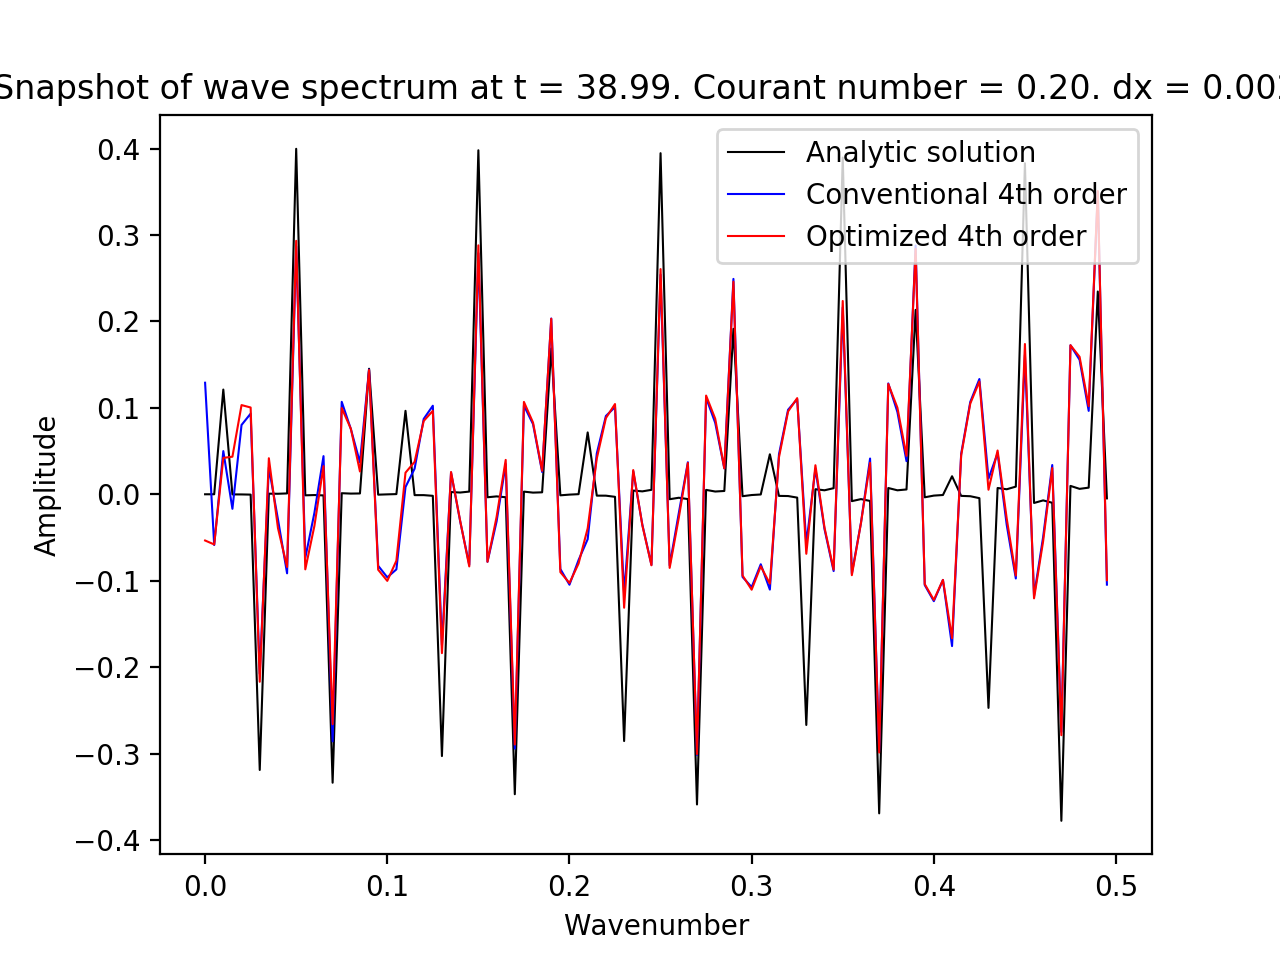 Snapshot of wave spectrum at t = 38.99. Courant number = 0.20. dx =
Analytic solution
Conventional 4th order
Optimized 4th order
Amplitude
0.4
0.3
0.2
0.1
0.0
−0.1
−0.2
−0.3
−0.4
0.0 0.1 0.2 0.3 0.4 0.5
Wavenumber